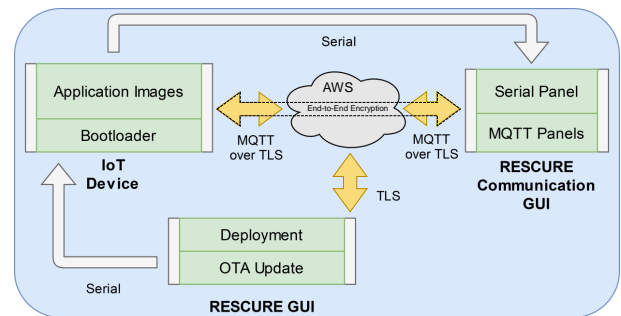 Serial
Application Images
Bootloader
IoT
Device
AWS
End-to-End Encryption
MQTT
over TLS
MQTT
over TLS
Serial Panel
MQTT Panels
RESCURE
Communication
GUI
TLS
Deployment
OTA Update
Serial
RESCURE GUI